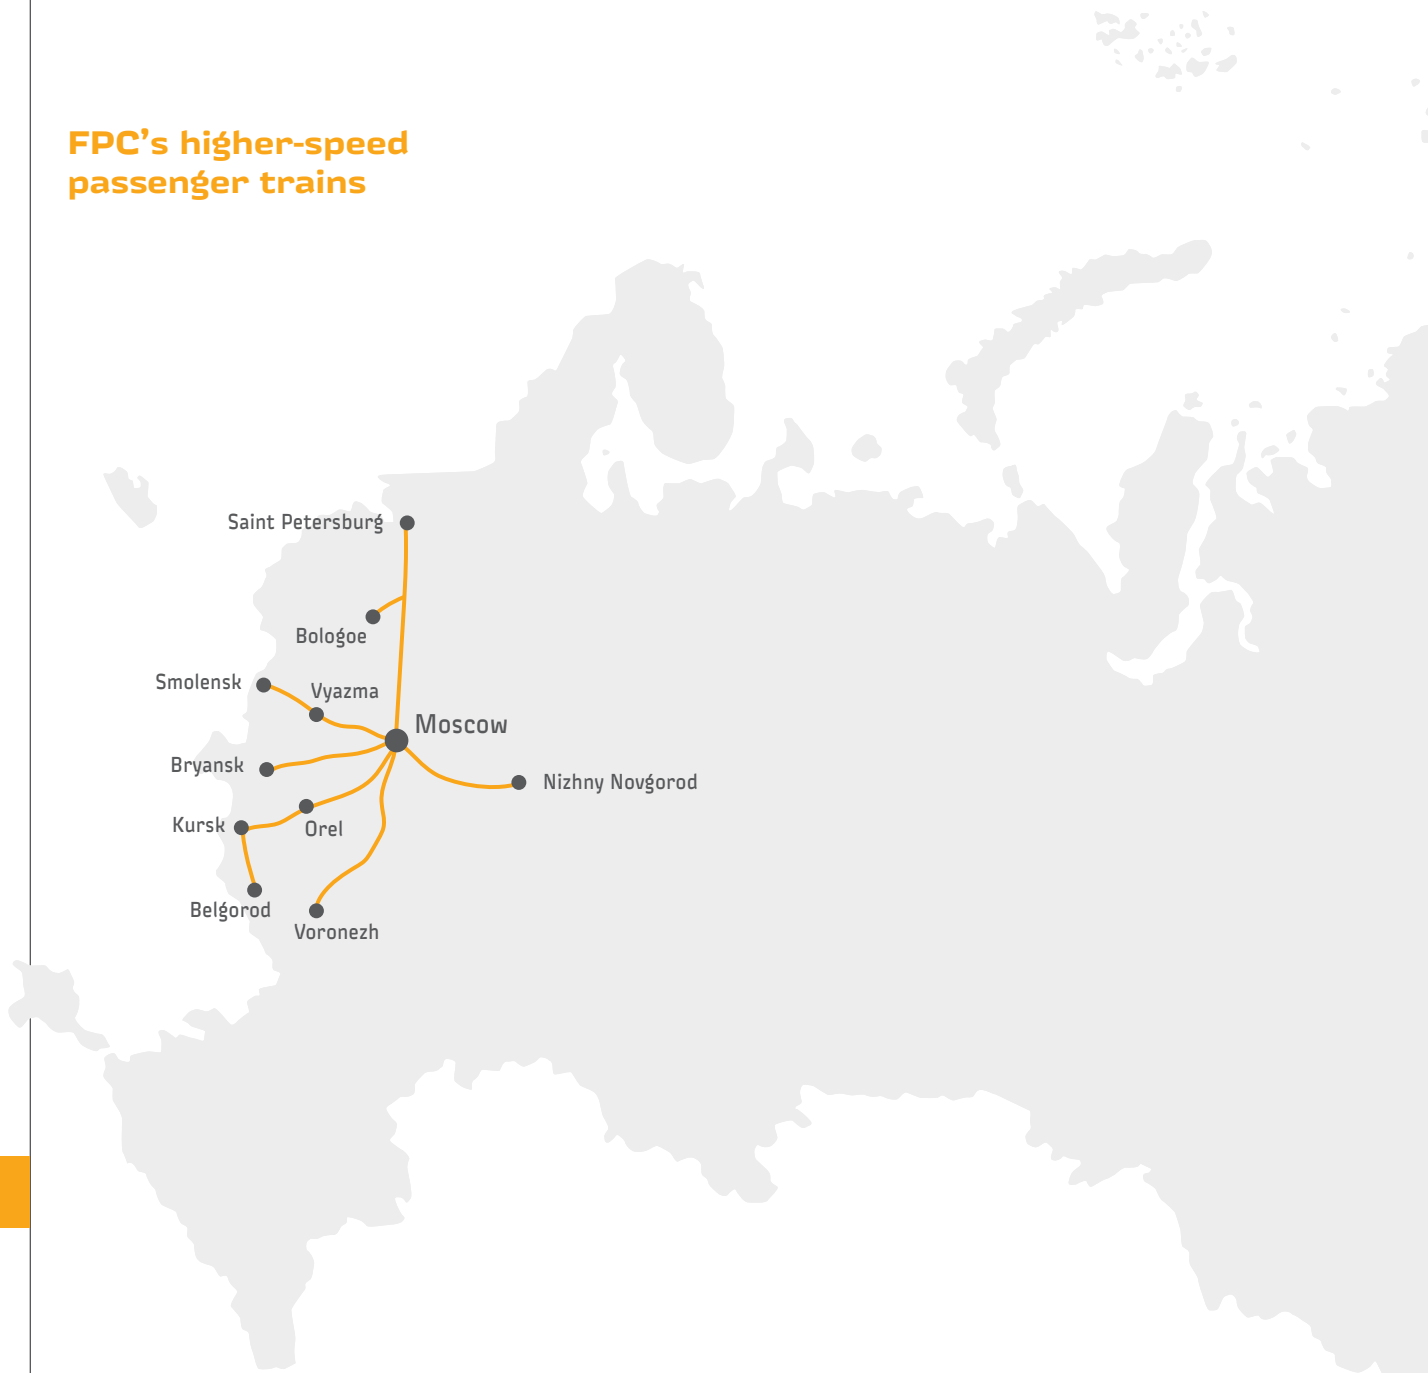 FPC’s higher-speed
passenger trains
Saint Petersburg
Bologoe
Smolensk
Vyazma
Moscow
Bryansk
Nizhny Novgorod
Kursk
Orel
Belgorod
Voronezh